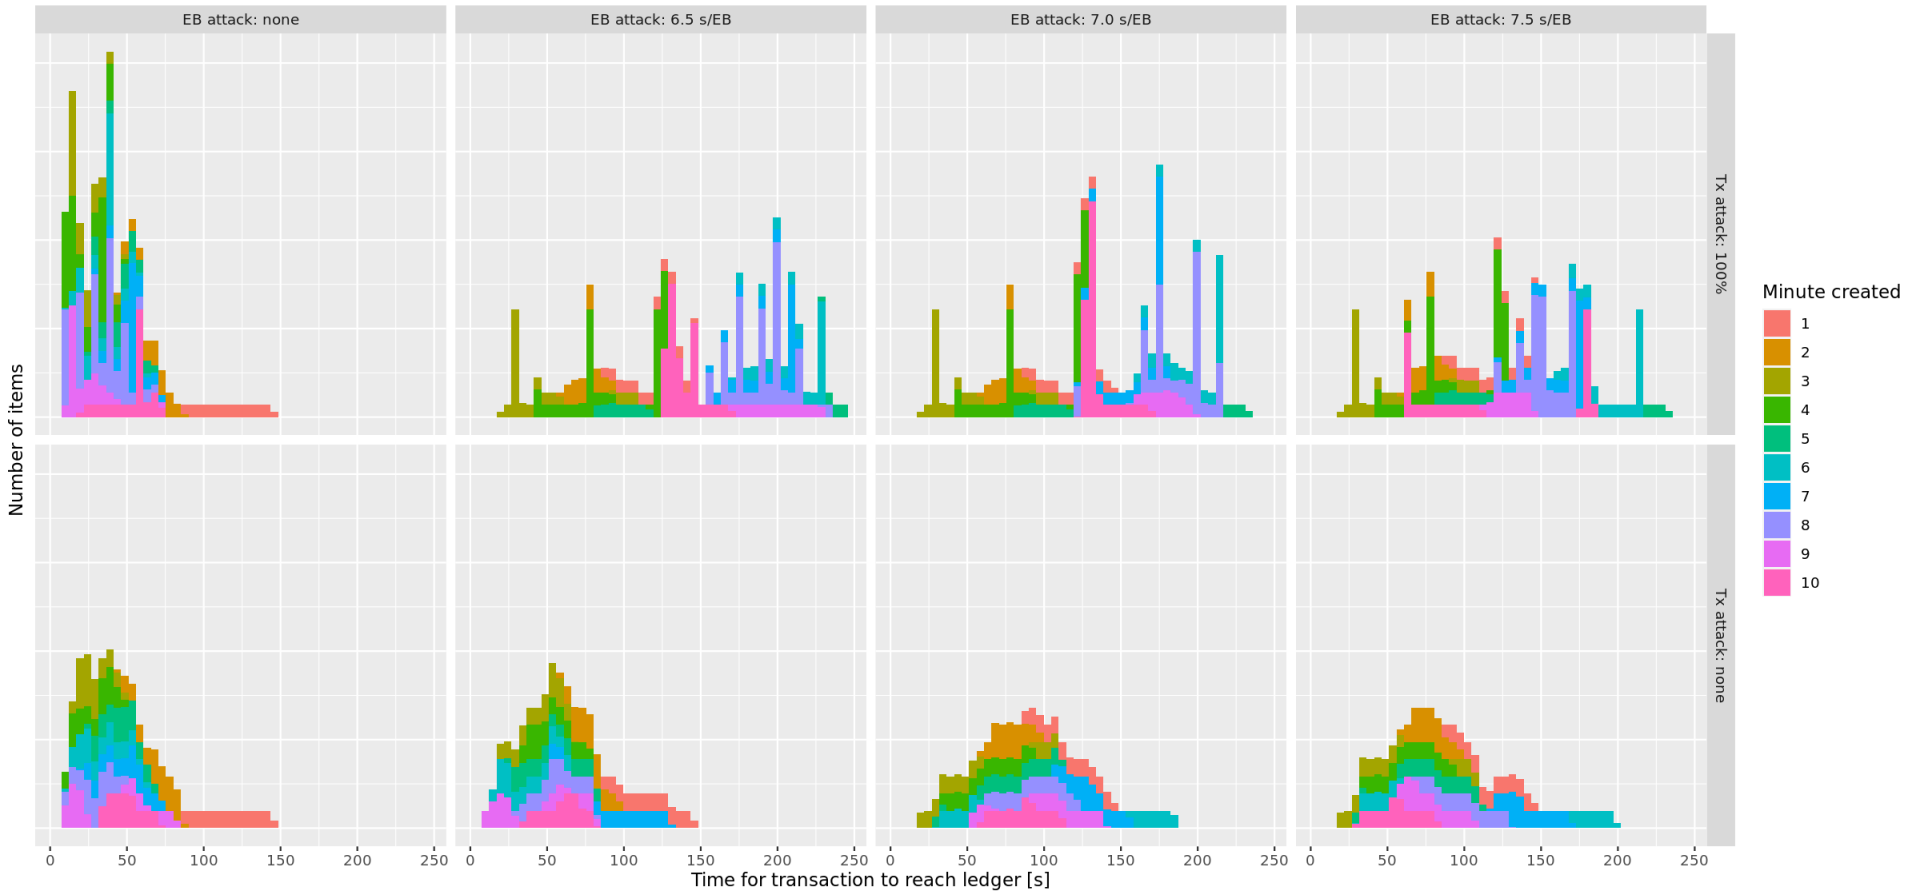 EB attack: none
EB attack: 6.5 s/EB
EB attack: 7.0 s/EB
EB attack: 7.5 s/EB
Tx attack: 100%
Tx attack: none
Number of items
0 50 100 150 200 250
0 50 100 150 200 250
0 50 100 150 200 250
0 50 100 150 200 250
Time for transaction to reach ledger [s]
Minute created
1
2
3
4
5
6
7
8
9
10